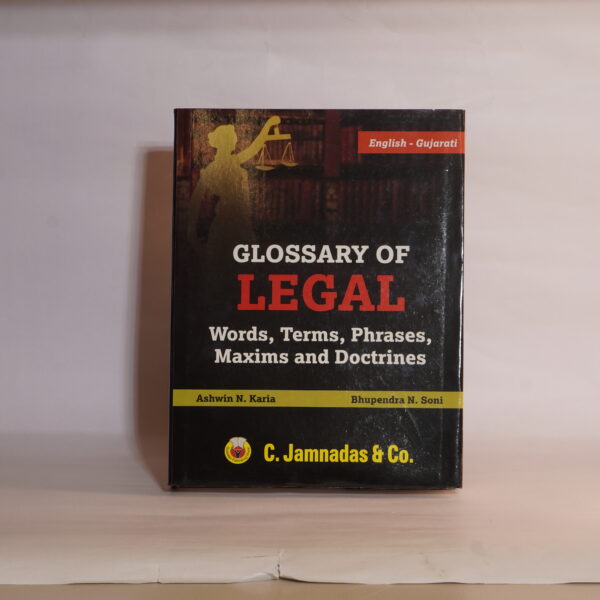 English - Gujarati
GLOSSARY OF
LEGAL
Words, Terms, Phrases,
Maxims and Doctrines
Ashwin N. Karia Bhupendra N. Soni
C. Jamnadas & Co.